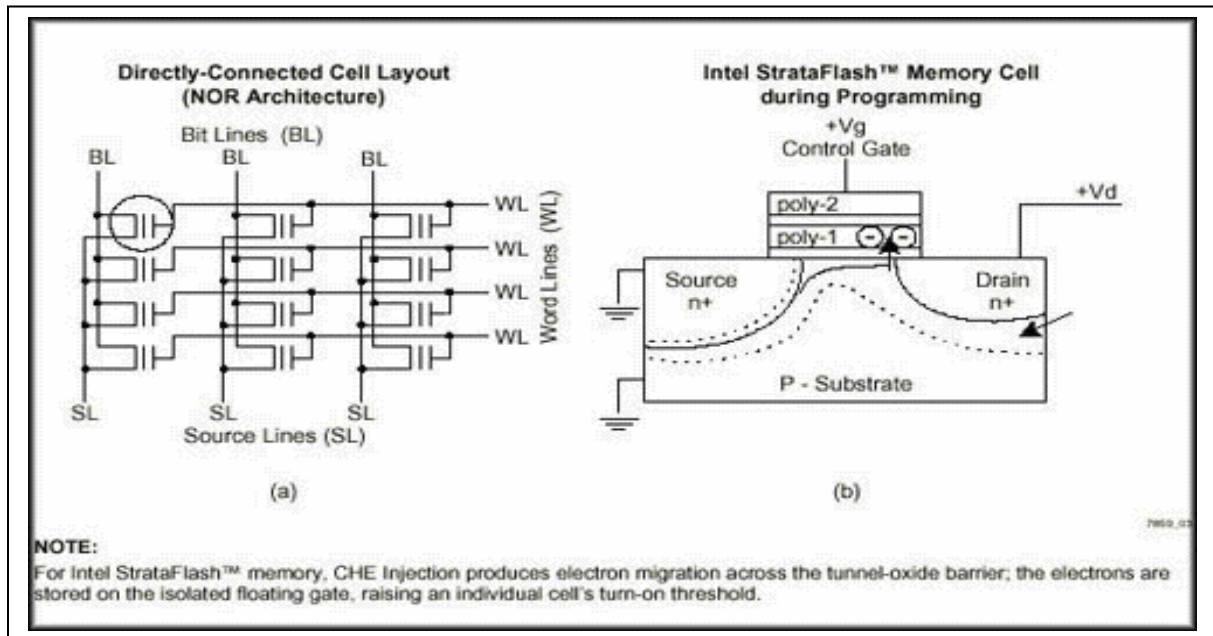 Directly-Connected Cell Layout
(NOR Architecture)
Bit Lines (BL)
BL BL BL
WL
WL
WL
WL
Word Lines (WL)
SL SL SL
Source Lines (SL)
(a)
Intel StrataFlash™ Memory Cell
during Programming
+Vg
Control Gate
+Vd
poly-2
poly-1
- -
Source
n+
Drain
n+
P - Substrate
(b)
NOTE:
For Intel StrataFlash™ memory, CHE Injection produces electron migration across the tunnel-oxide barrier; the electrons are
stored on the isolated floating gate, raising an individual cell's turn-on threshold.